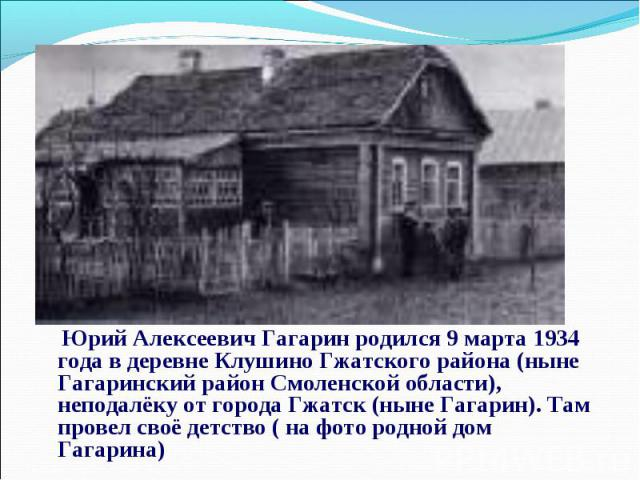 Юрий Алексеевич Гагарин родился 9 марта 1934
года в деревне Клушино Гжатского района (ныне
Гагаринский район Смоленской области),
неподалёку от города Гжатск (ныне Гагарин). Там
провел своё детство ( на фото родной дом
Гагарина)